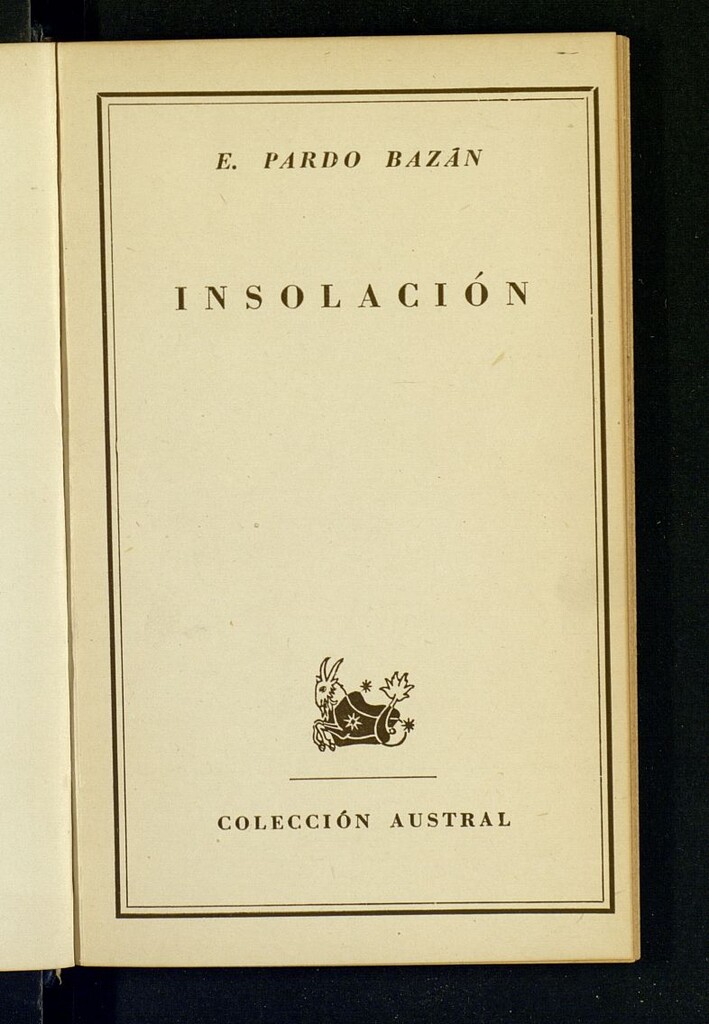 E. PARDO BAZÁN
INSOLACIÓN
COLECCIÓN AUSTRAL